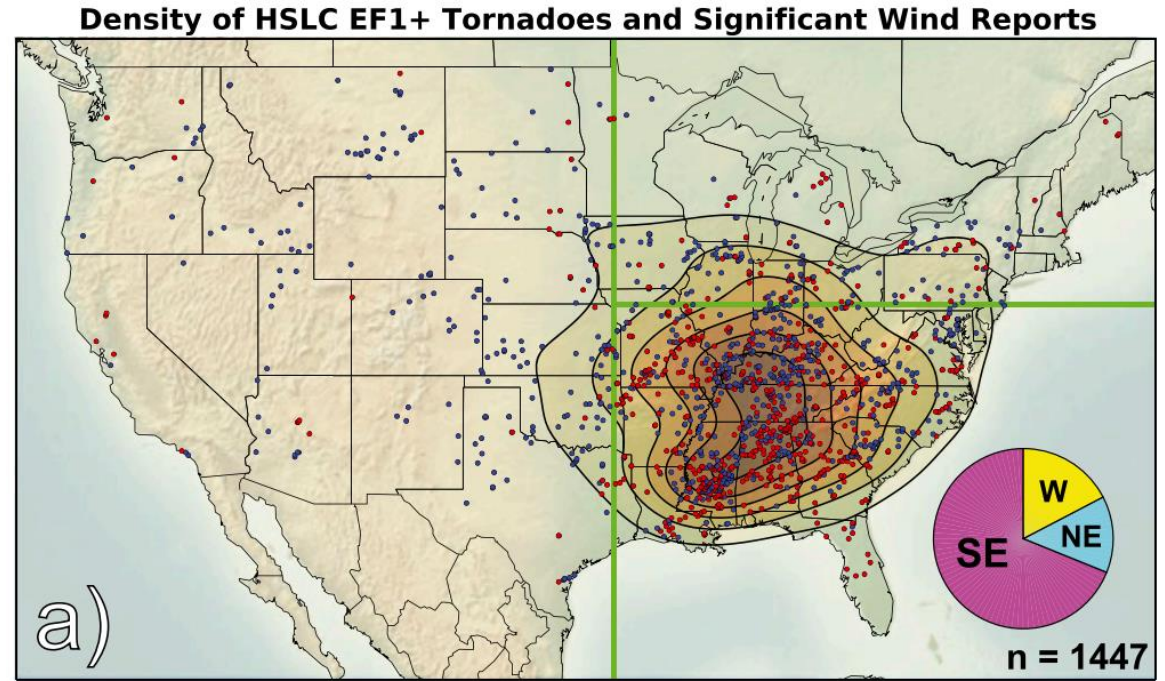 Density of HSLC EF1+ Tornadoes and Significant Wind Reports
W
NE
SE
a)
n = 1447